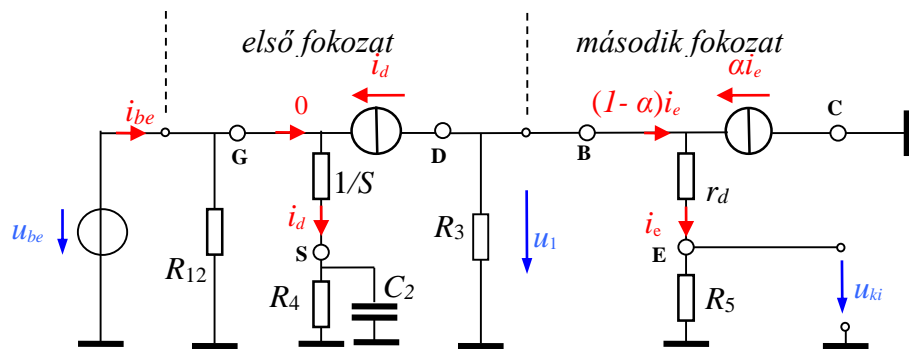 első fokozat
második fokozat
i_d
αi_e
i_be
0
(1- α)i_e
C
G
D
B
1/S
r_d
u_be
i_d
R_3
u_1
i_e
S
E
R_12
R_4
C_2
R_5
u_ki